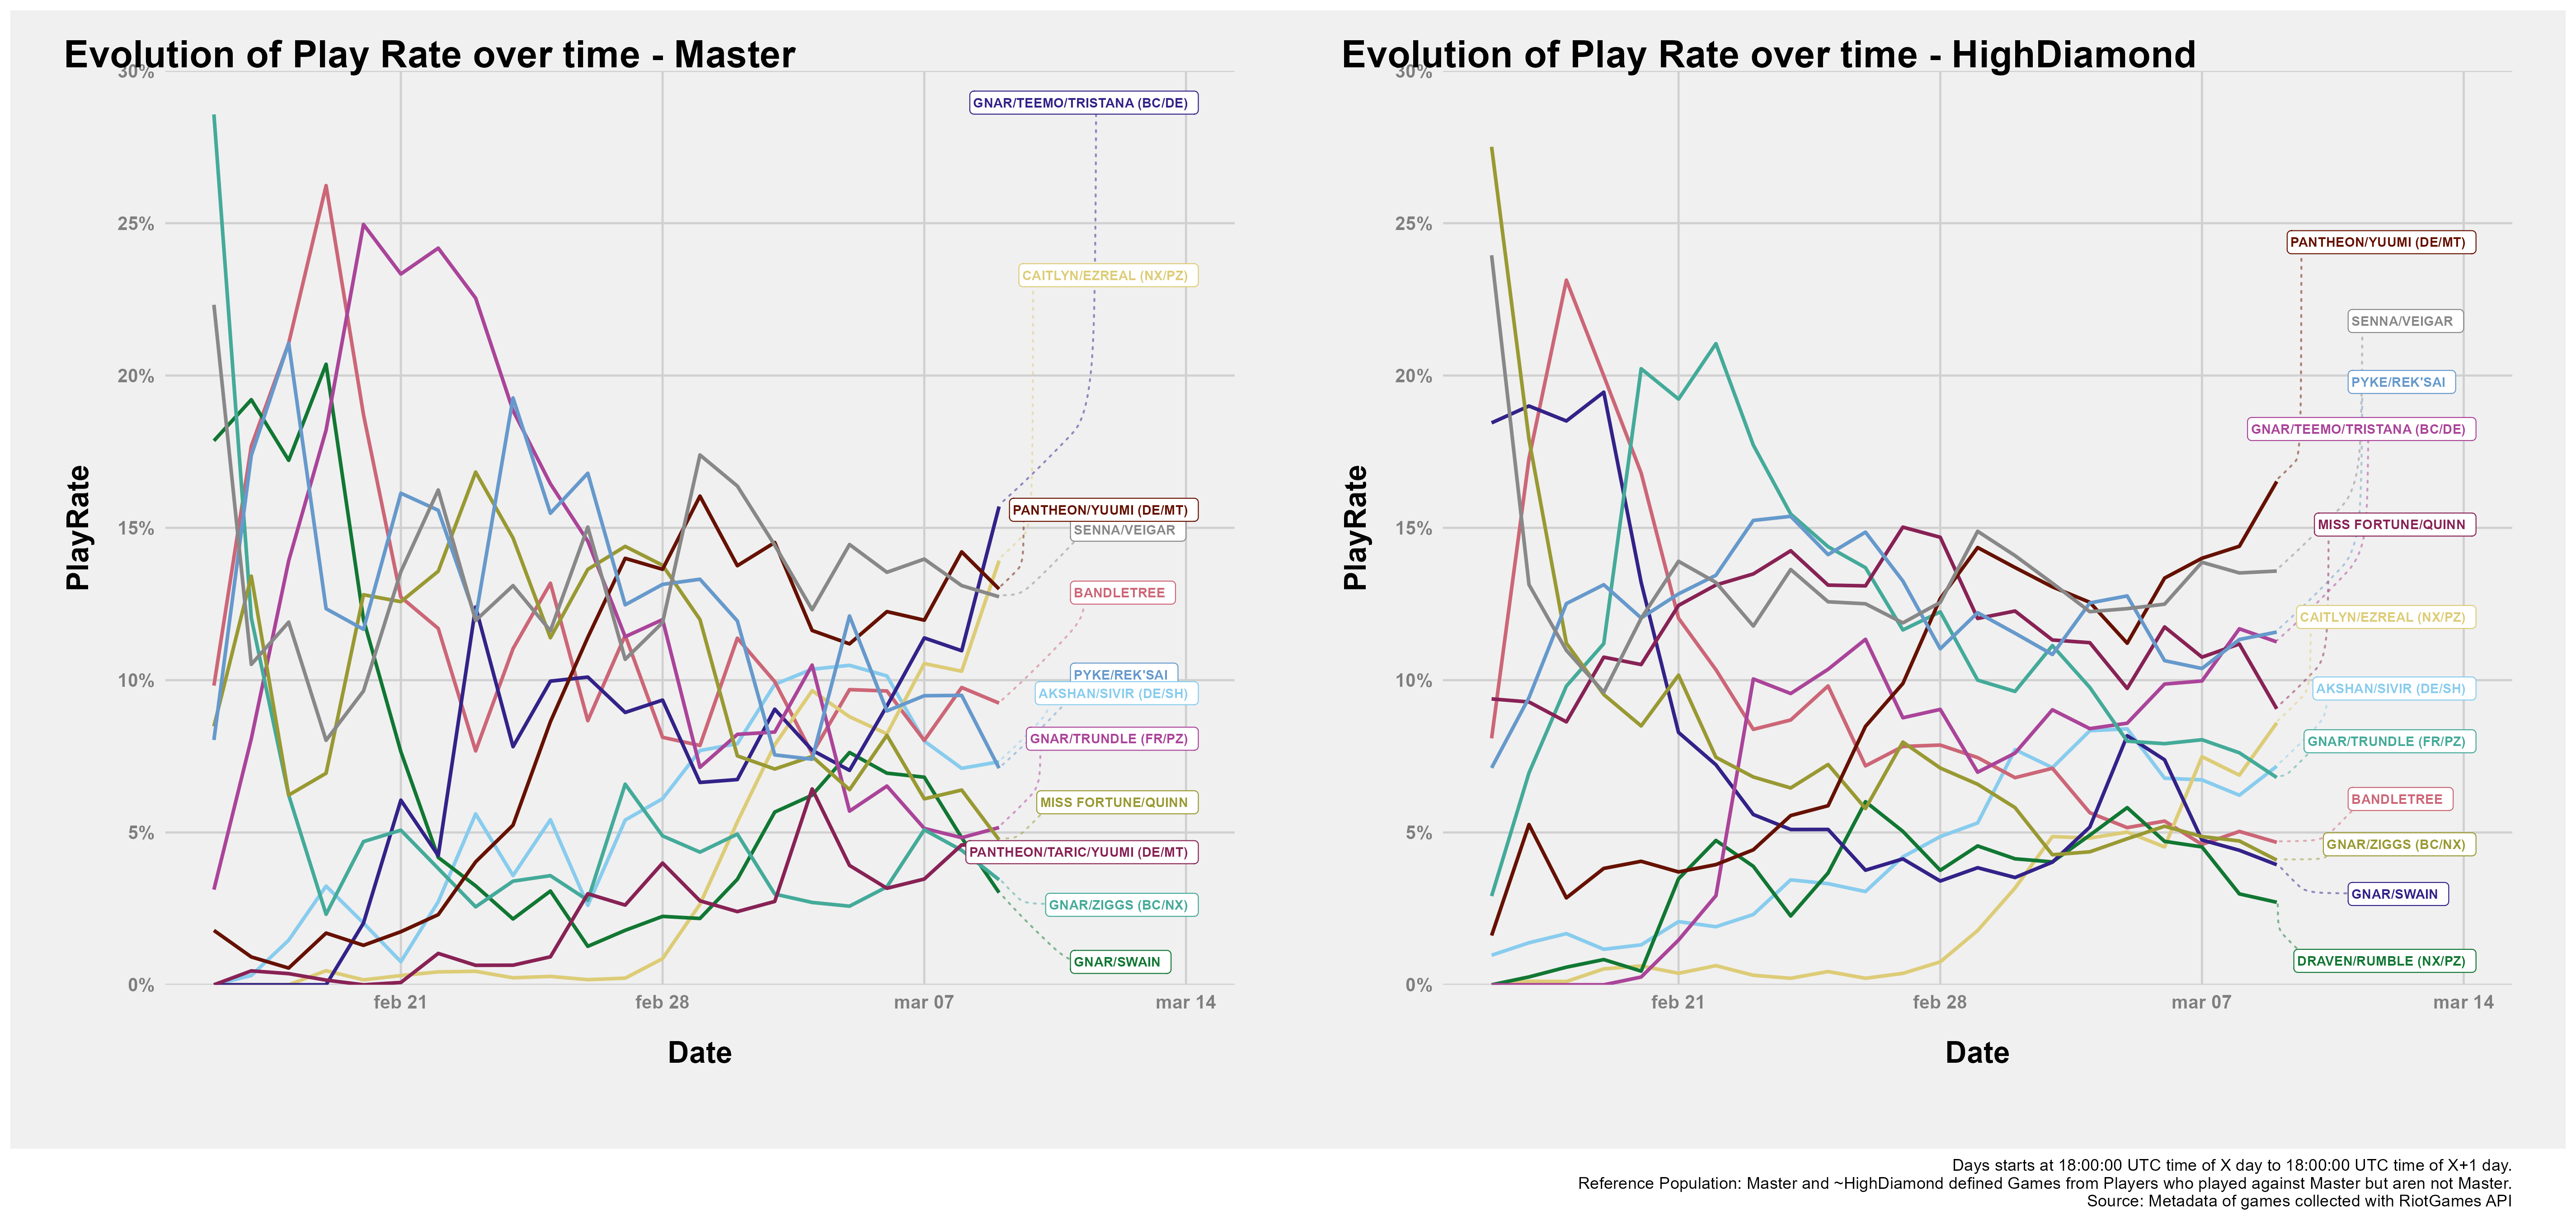 Evolution of Play Rate over time - Master
30%
25%
20%
15%
10%
5%
0%
PlayRate
feb 21
feb 28
mar 07
mar 14
Date
GNAR/TEEMO/TRISTANA (BC/DE)
CAITLYN/EZREAL (NX/PZ)
PANTHEON/YUUMI (DE/MT)
SENNA/VEIGAR
BANDLETREE
PYKE/REK'SAI
AKSHAN/SIVIR (DE/SH)
GNAR/TRUNDLE (FR/PZ)
MISS FORTUNE/QUINN
PANTHEON/TARIC/YUUMI (DE/MT)
GNAR/ZIGGS (BC/NX)
GNAR/SWAIN
Evolution of Play Rate over time - HighDiamond
30%
25%
20%
15%
10%
5%
0%
PlayRate
feb 21
feb 28
mar 07
mar 14
Date
PANTHEON/YUUMI (DE/MT)
SENNA/VEIGAR
PYKE/REK'SAI
GNAR/TEEMO/TRISTANA (BC/DE)
MISS FORTUNE/QUINN
CAITLYN/EZREAL (NX/PZ)
AKSHAN/SIVIR (DE/SH)
GNAR/TRUNDLE (FR/PZ)
BANDLETREE
GNAR/ZIGGS (BC/NX)
GNAR/SWAIN
DRAVEN/RUMBLE (NX/PZ)
Days starts at 18:00:00 UTC time of X day to 18:00:00 UTC time of X+1 day.
Reference Population: Master and ~HighDiamond defined Games from Players who played against Master but aren not Master.
Source: Metadata of games collected with RiotGames API